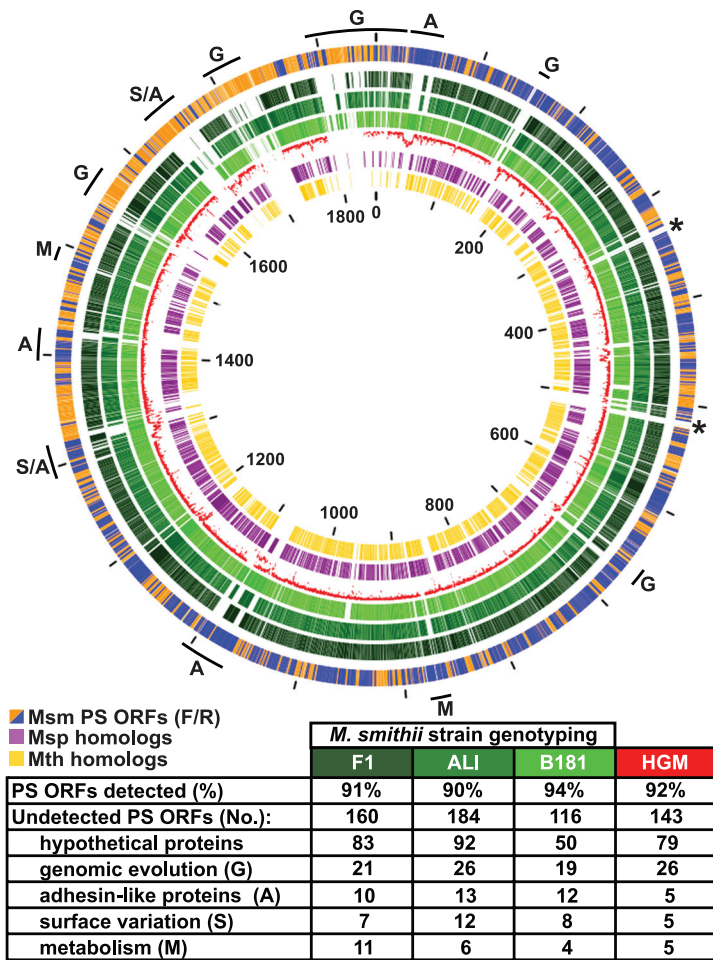 G
A
G
G
S/A
*
G
1800
0
200
1600
M
400
A
1400
*
600
S/A
1200
800
1000
G
A
M
Msm PS ORFs (F/R)
Msp homologs
Mth homologs
M. smithii strain genotyping
F1 ALI B181 HGM
PS ORFs detected (%) 91% 90% 94% 92%
Undetected PS ORFs (No.): 160 184 116 143
hypothetical proteins 83 92 50 79
genomic evolution (G) 21 26 19 26
adhesin-like proteins (A) 10 13 12 5
surface variation (S) 7 12 8 5
metabolism (M) 11 6 4 5